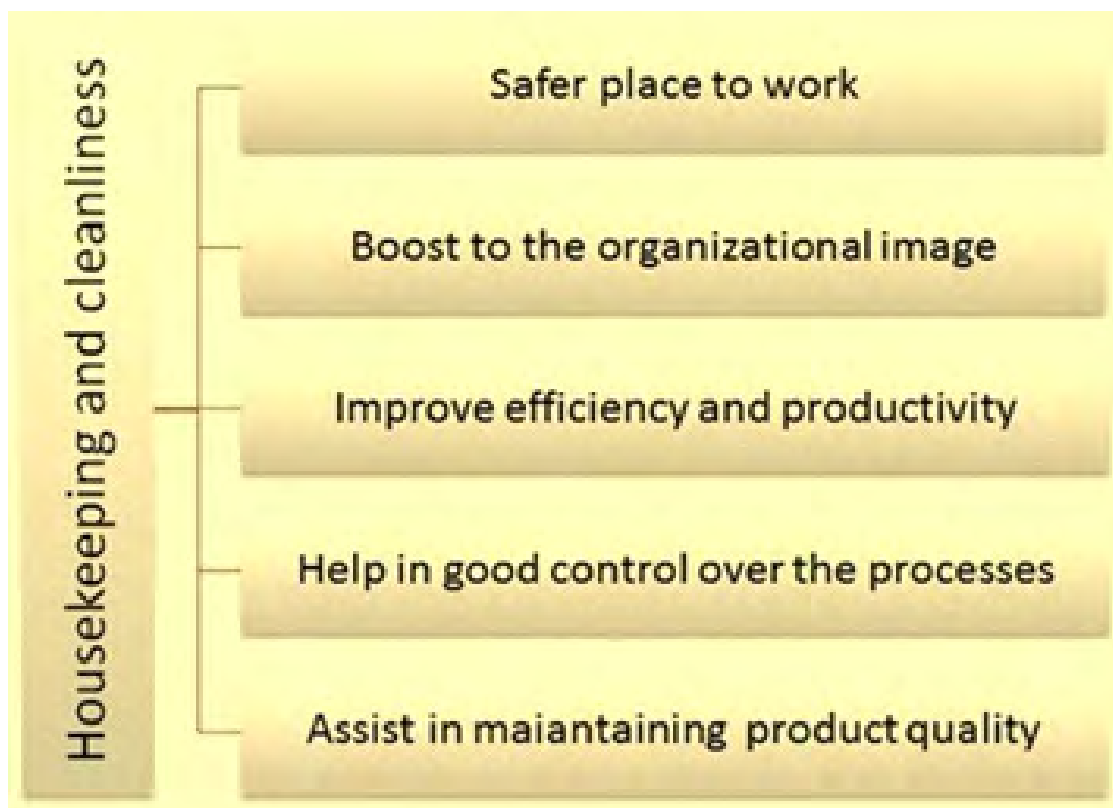 Housekeeping and cleanliness
Safer place to work
Boost to the organizational image
Improve efficiency and productivity
Help in good control over the processes
Assist in maiantaining product quality